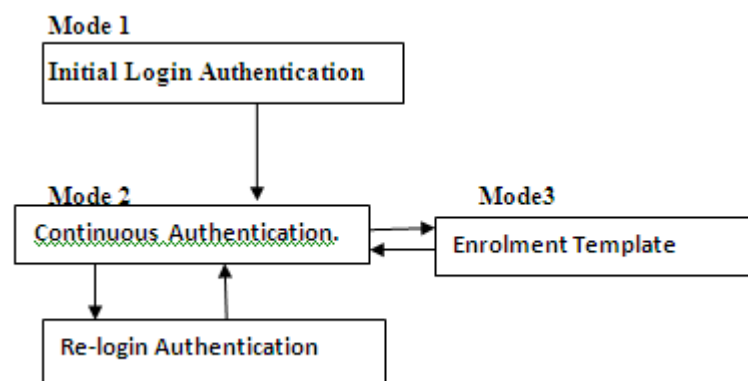 Mode 1
Initial Login Authentication
Mode 2
Continuous Authentication.
Mode3
Enrolment Template
Re-login Authentication